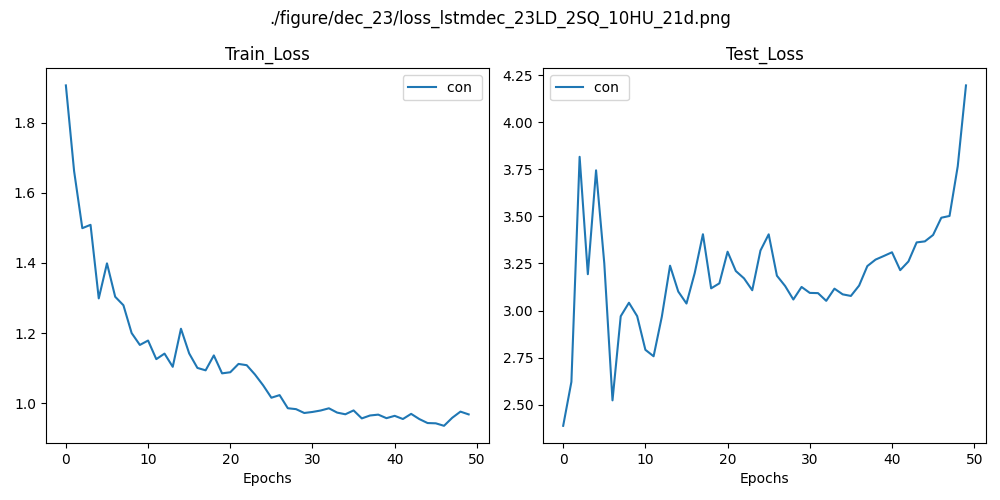 ./figure/dec_23/loss_lstmdec_23LD_2SQ_10HU_21d.png
Train_Loss
Test_Loss
con
con
1.8
1.6
1.4
1.2
1.0
0 10 20 30 40 50
Epochs
4.25
4.00
3.75
3.50
3.25
3.00
2.75
2.50
0 10 20 30 40 50
Epochs